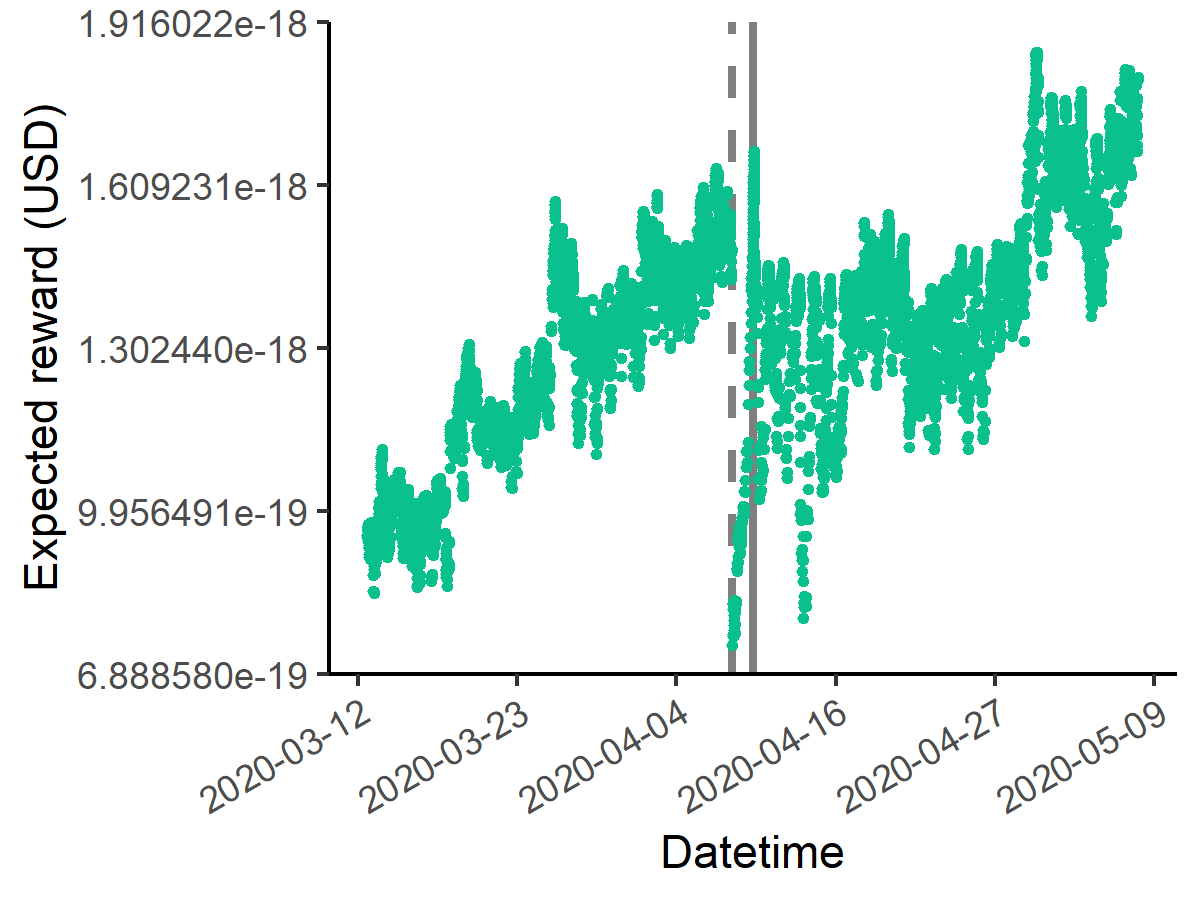 Expected reward (USD)
1.916022e-18
1.609231e-18
1.302440e-18
9.956491e-19
6.888580e-19
2020-03-12
2020-03-23
2020-04-04
2020-04-16
2020-04-27
2020-05-09
Datetime